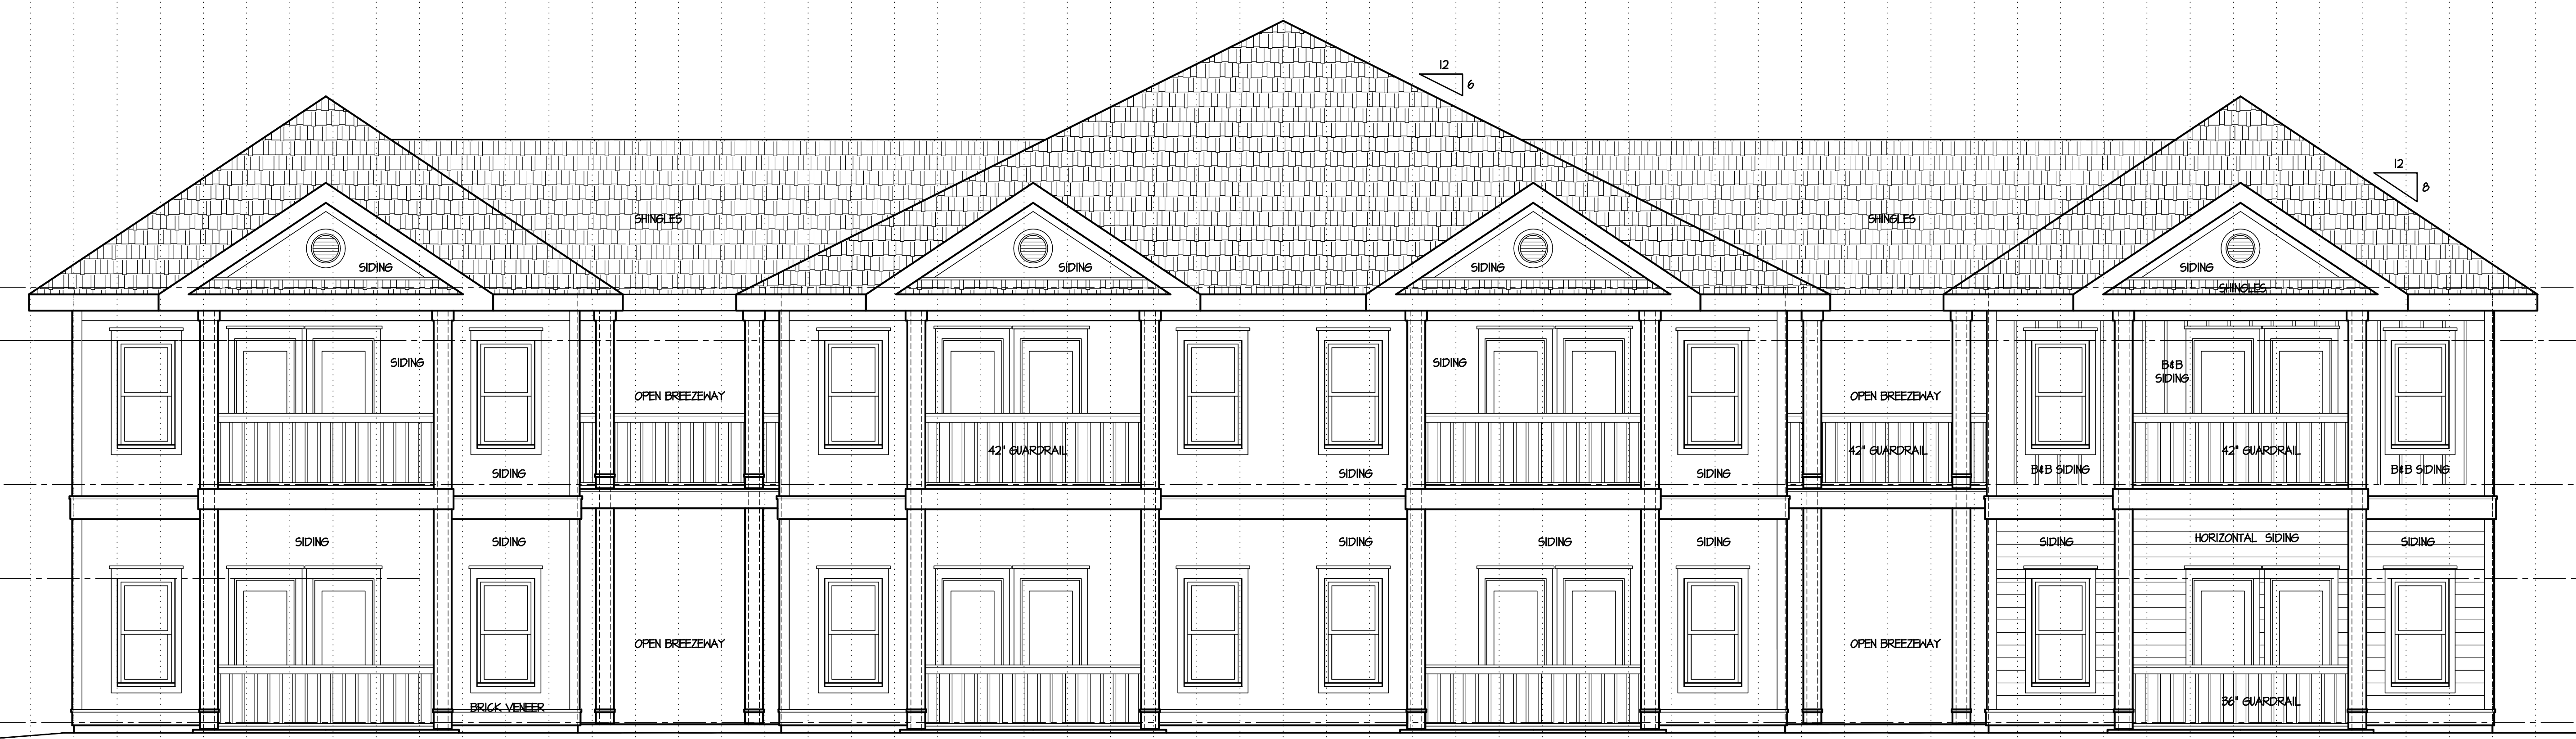 12
6
12
8
SHINGLES
SHINGLES
SIDING
SIDING
SIDING
SIDING
SHINGLES
SIDING
SIDING
B&B
SIDING
OPEN BREEZEWAY
OPEN BREEZEWAY
42" GUARDRAIL
42" GUARDRAIL
42" GUARDRAIL
SIDING
SIDING
SIDING
B&B SIDING
B&B SIDING
SIDING
SIDING
SIDING
SIDING
SIDING
SIDING
HORIZONTAL SIDING
SIDING
OPEN BREEZEWAY
OPEN BREEZEWAY
BRICK VENEER
36" GUARDRAIL